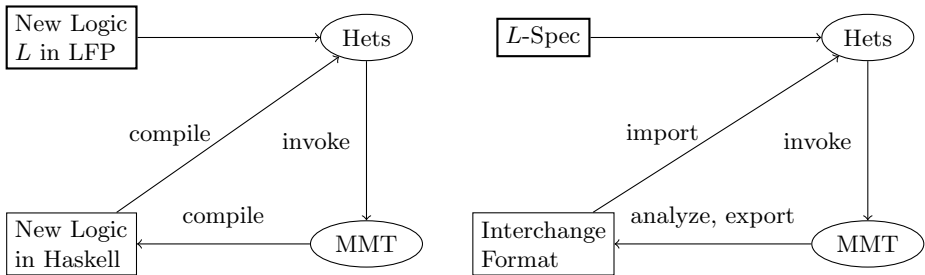 New Logic
L in LFP
Hets
compile
invoke
compile
New Logic
in Haskell
MMT
L-Spec
Hets
import
invoke
analyze, export
Interchange
Format
MMT